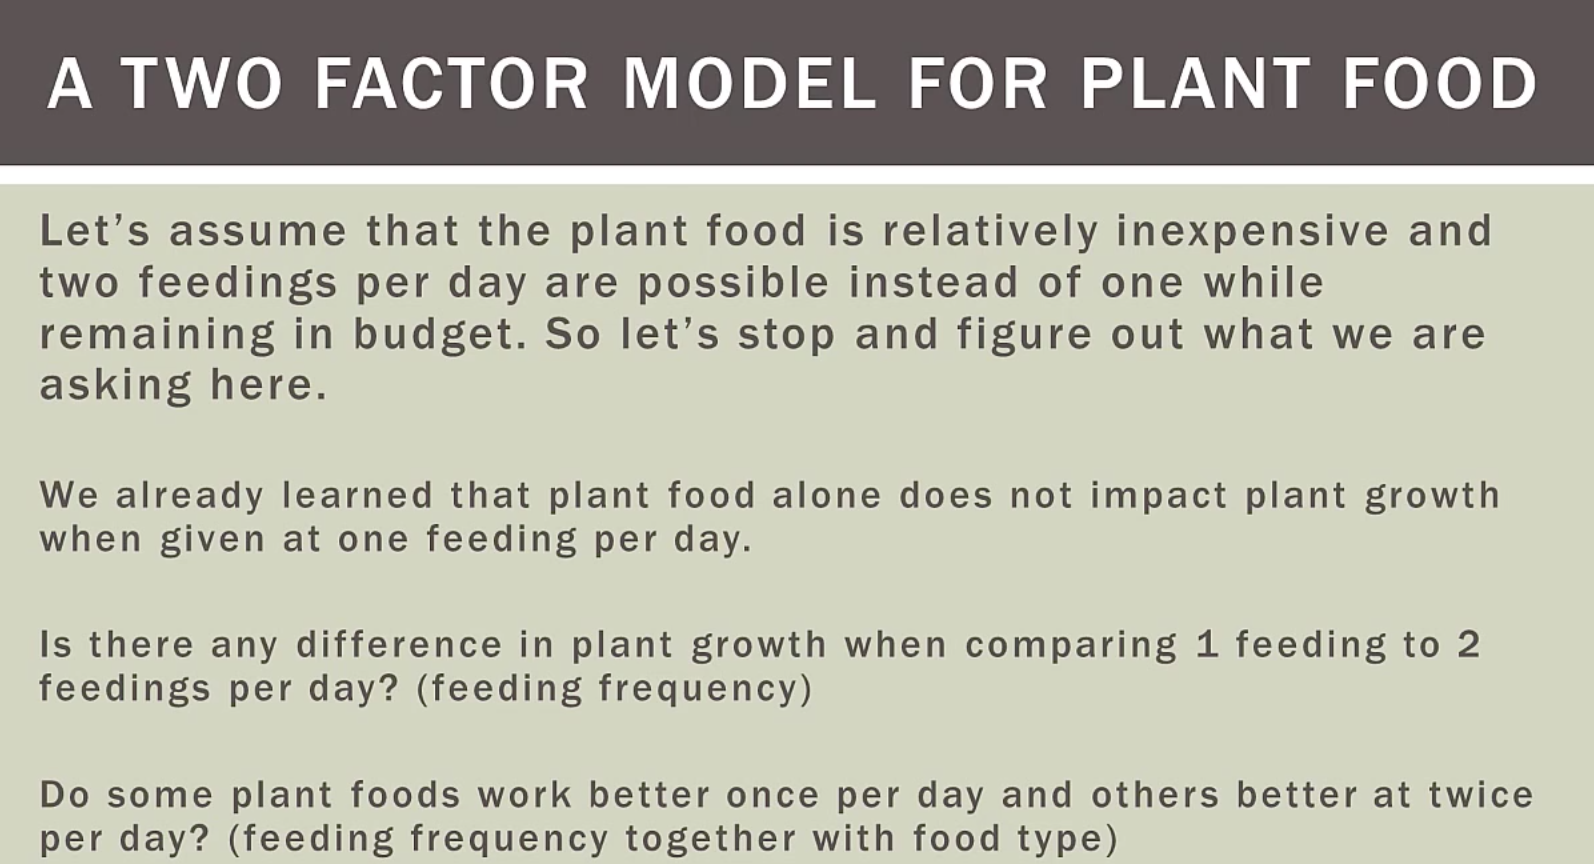 A TWO FACTOR MODEL FOR PLANT FOOD
Let’s assume that the plant food is relatively inexpensive and
two feedings per day are possible instead of one while
remaining in budget. So let’s stop and figure out what we are
asking here.
We already learned that plant food alone does not impact plant growth
when given at one feeding per day.
Is there any difference in plant growth when comparing 1 feeding to 2
feedings per day? (feeding frequency)
Do some plant foods work better once per day and others better at twice
per day? (feeding frequency together with food type)